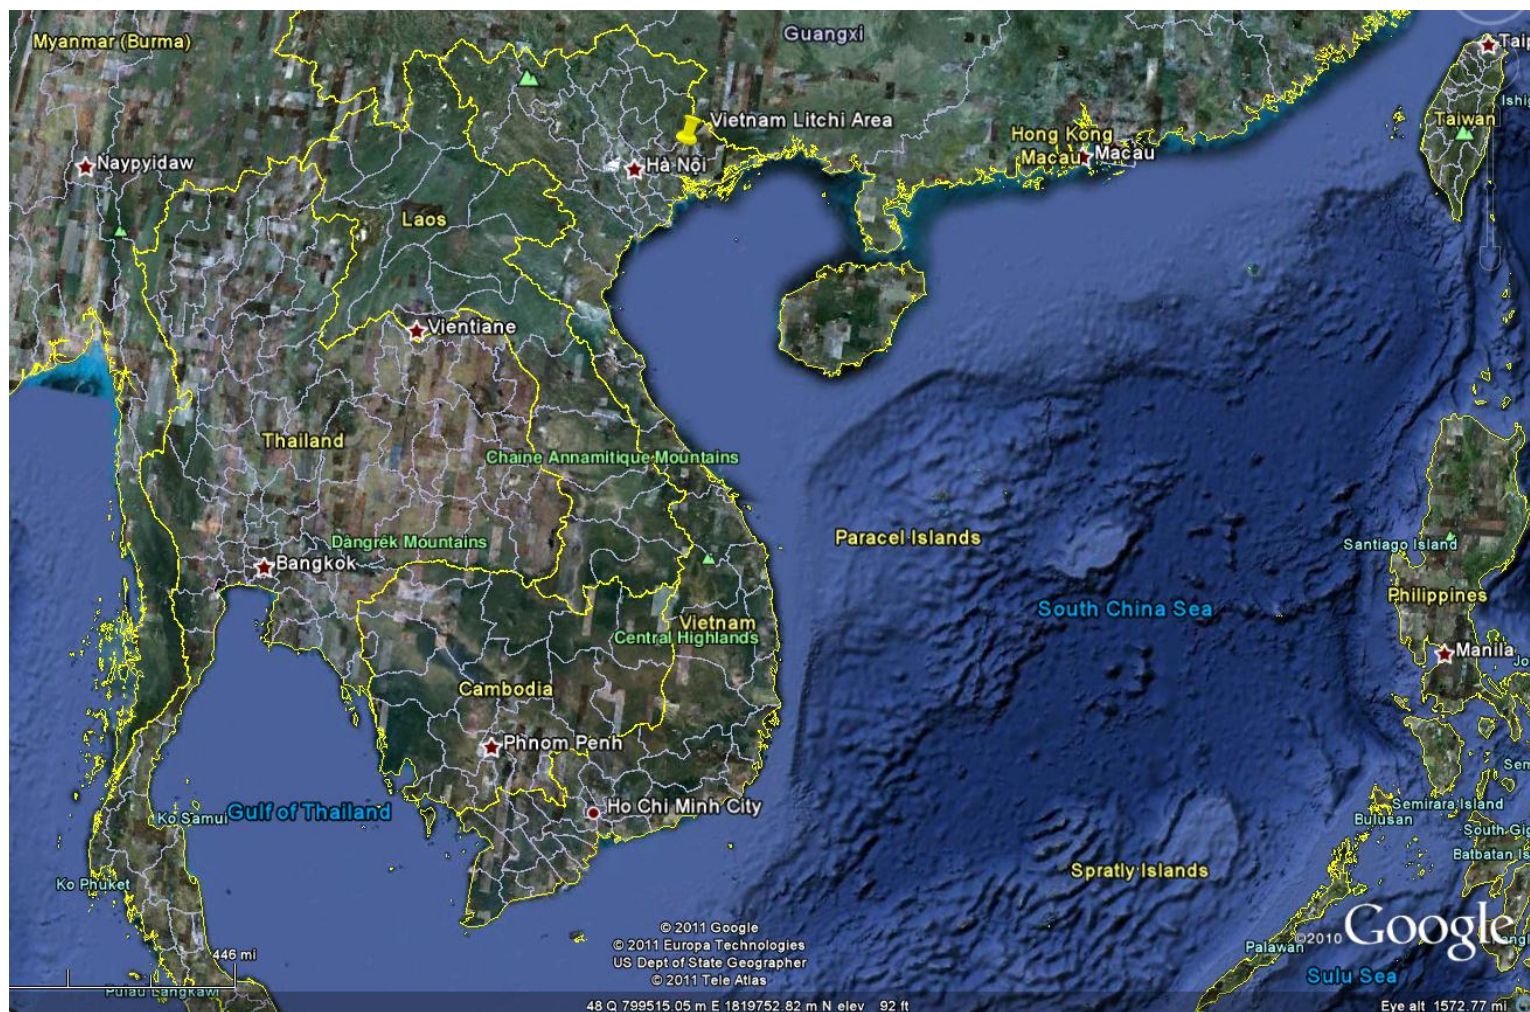 Myanmar (Burma)
Guangxi
Taiwan
Vietnam Litchi Area
Hong Kong
Macau
Macau
Naypyidaw
Hà Nội
Laos
Vientiane
Thailand
Chaine Annamitique Mountains
Dangrek Mountains
Bangkok
Paracel Islands
Santiago Island
South China Sea
Philippines
Vietnam
Central Highlands
Manila
Cambodia
Phnom Penh
Ko Samui
Gulf of Thailand
Ho Chi Minh City
Semirara Island
Bulusan
Spratly Islands
Ko Phuket
Palawan
Sulu Sea
446 mi
Pulau Langkawi
© 2011 Google
© 2011 Europa Technologies
US Dept of State Geographer
© 2011 Tele Atlas
©2010 Google
48 Q 799515.05 m E 1819752.82 m N elev 92 ft
Eye alt 1572.77 mi